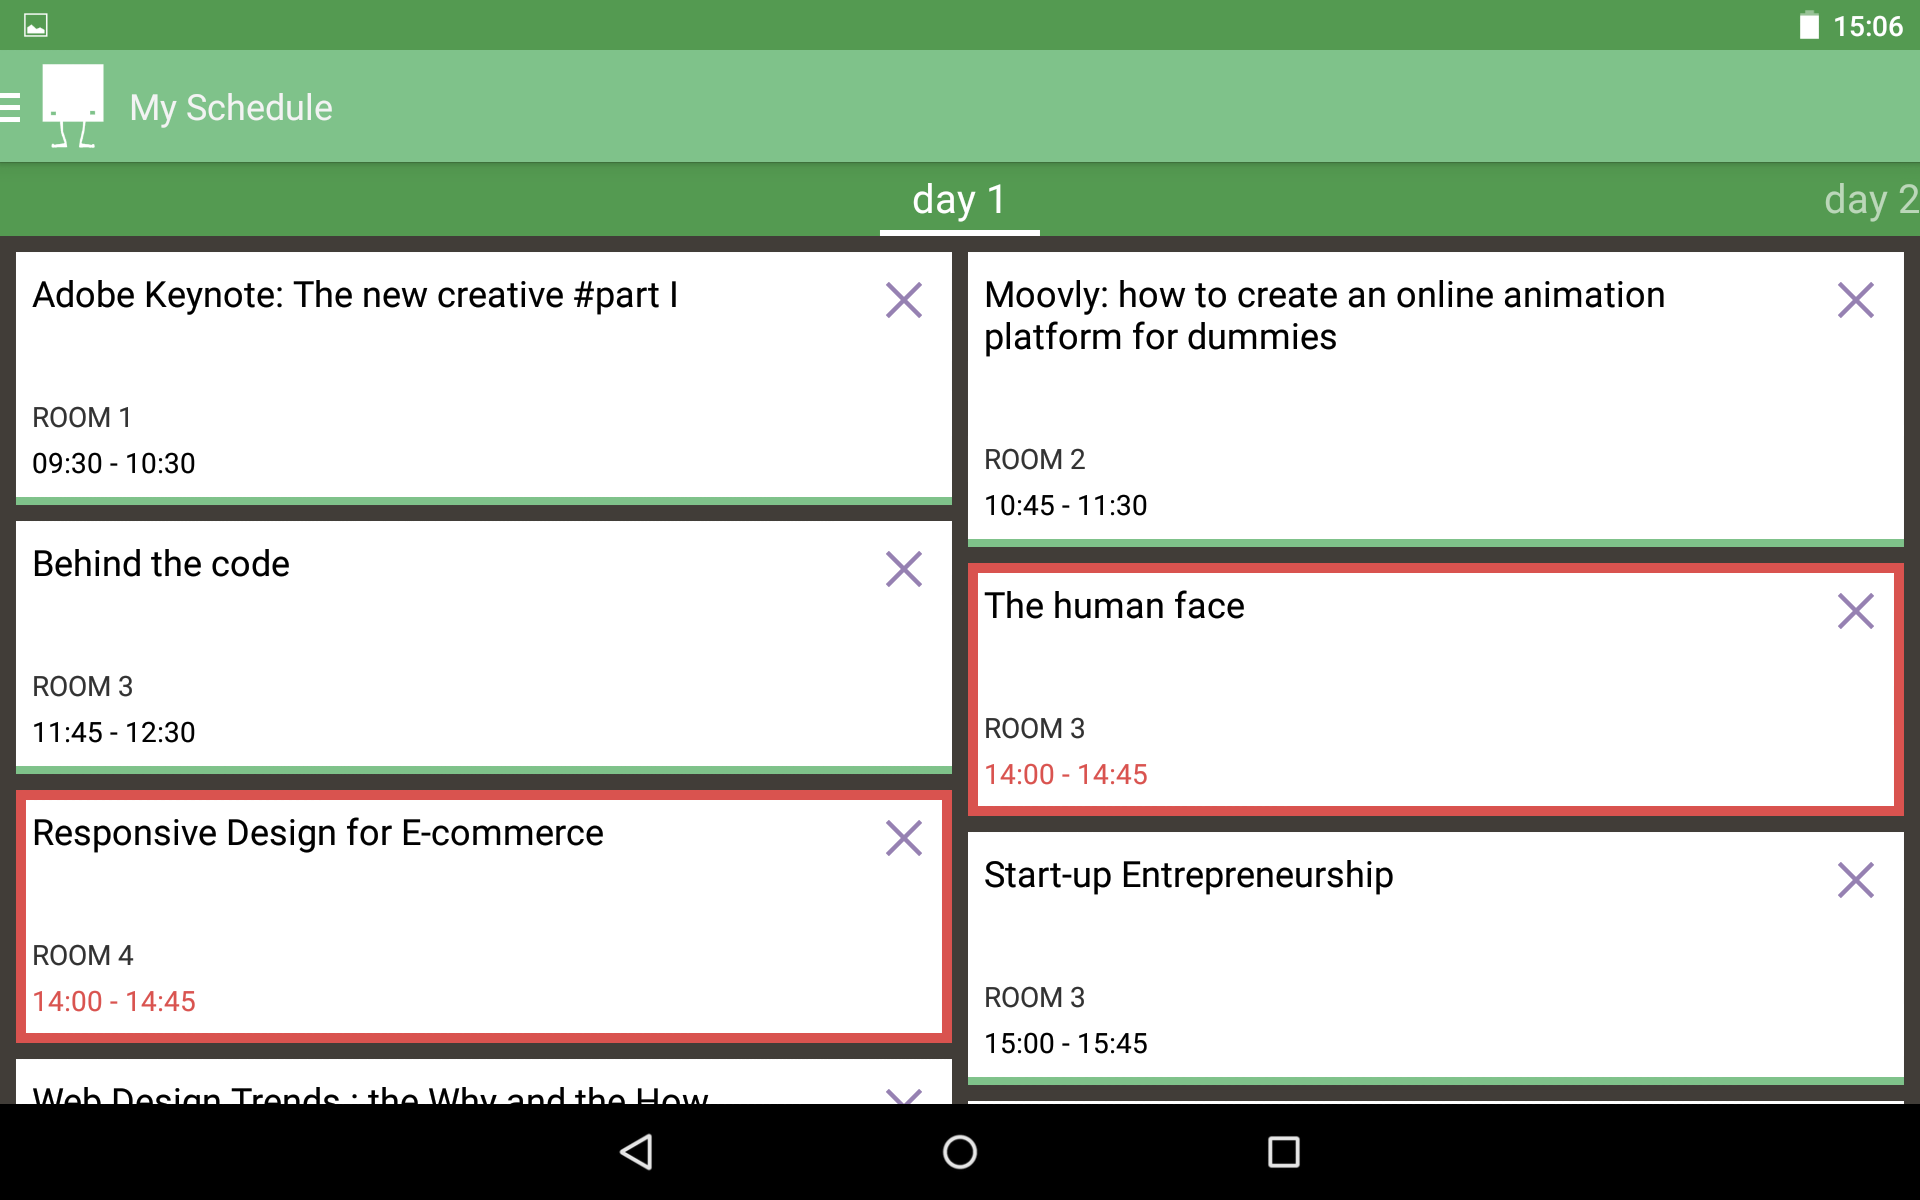 15:06
My Schedule
day 1
day 2
Adobe Keynote: The new creative #part I
ROOM 1
09:30 - 10:30
Moovly: how to create an online animation
platform for dummies
ROOM 2
10:45 - 11:30
Behind the code
ROOM 3
11:45 - 12:30
The human face
ROOM 3
14:00 - 14:45
Responsive Design for E-commerce
ROOM 4
14:00 - 14:45
Start-up Entrepreneurship
ROOM 3
15:00 - 15:45
Web Design Trends : the Why and the How